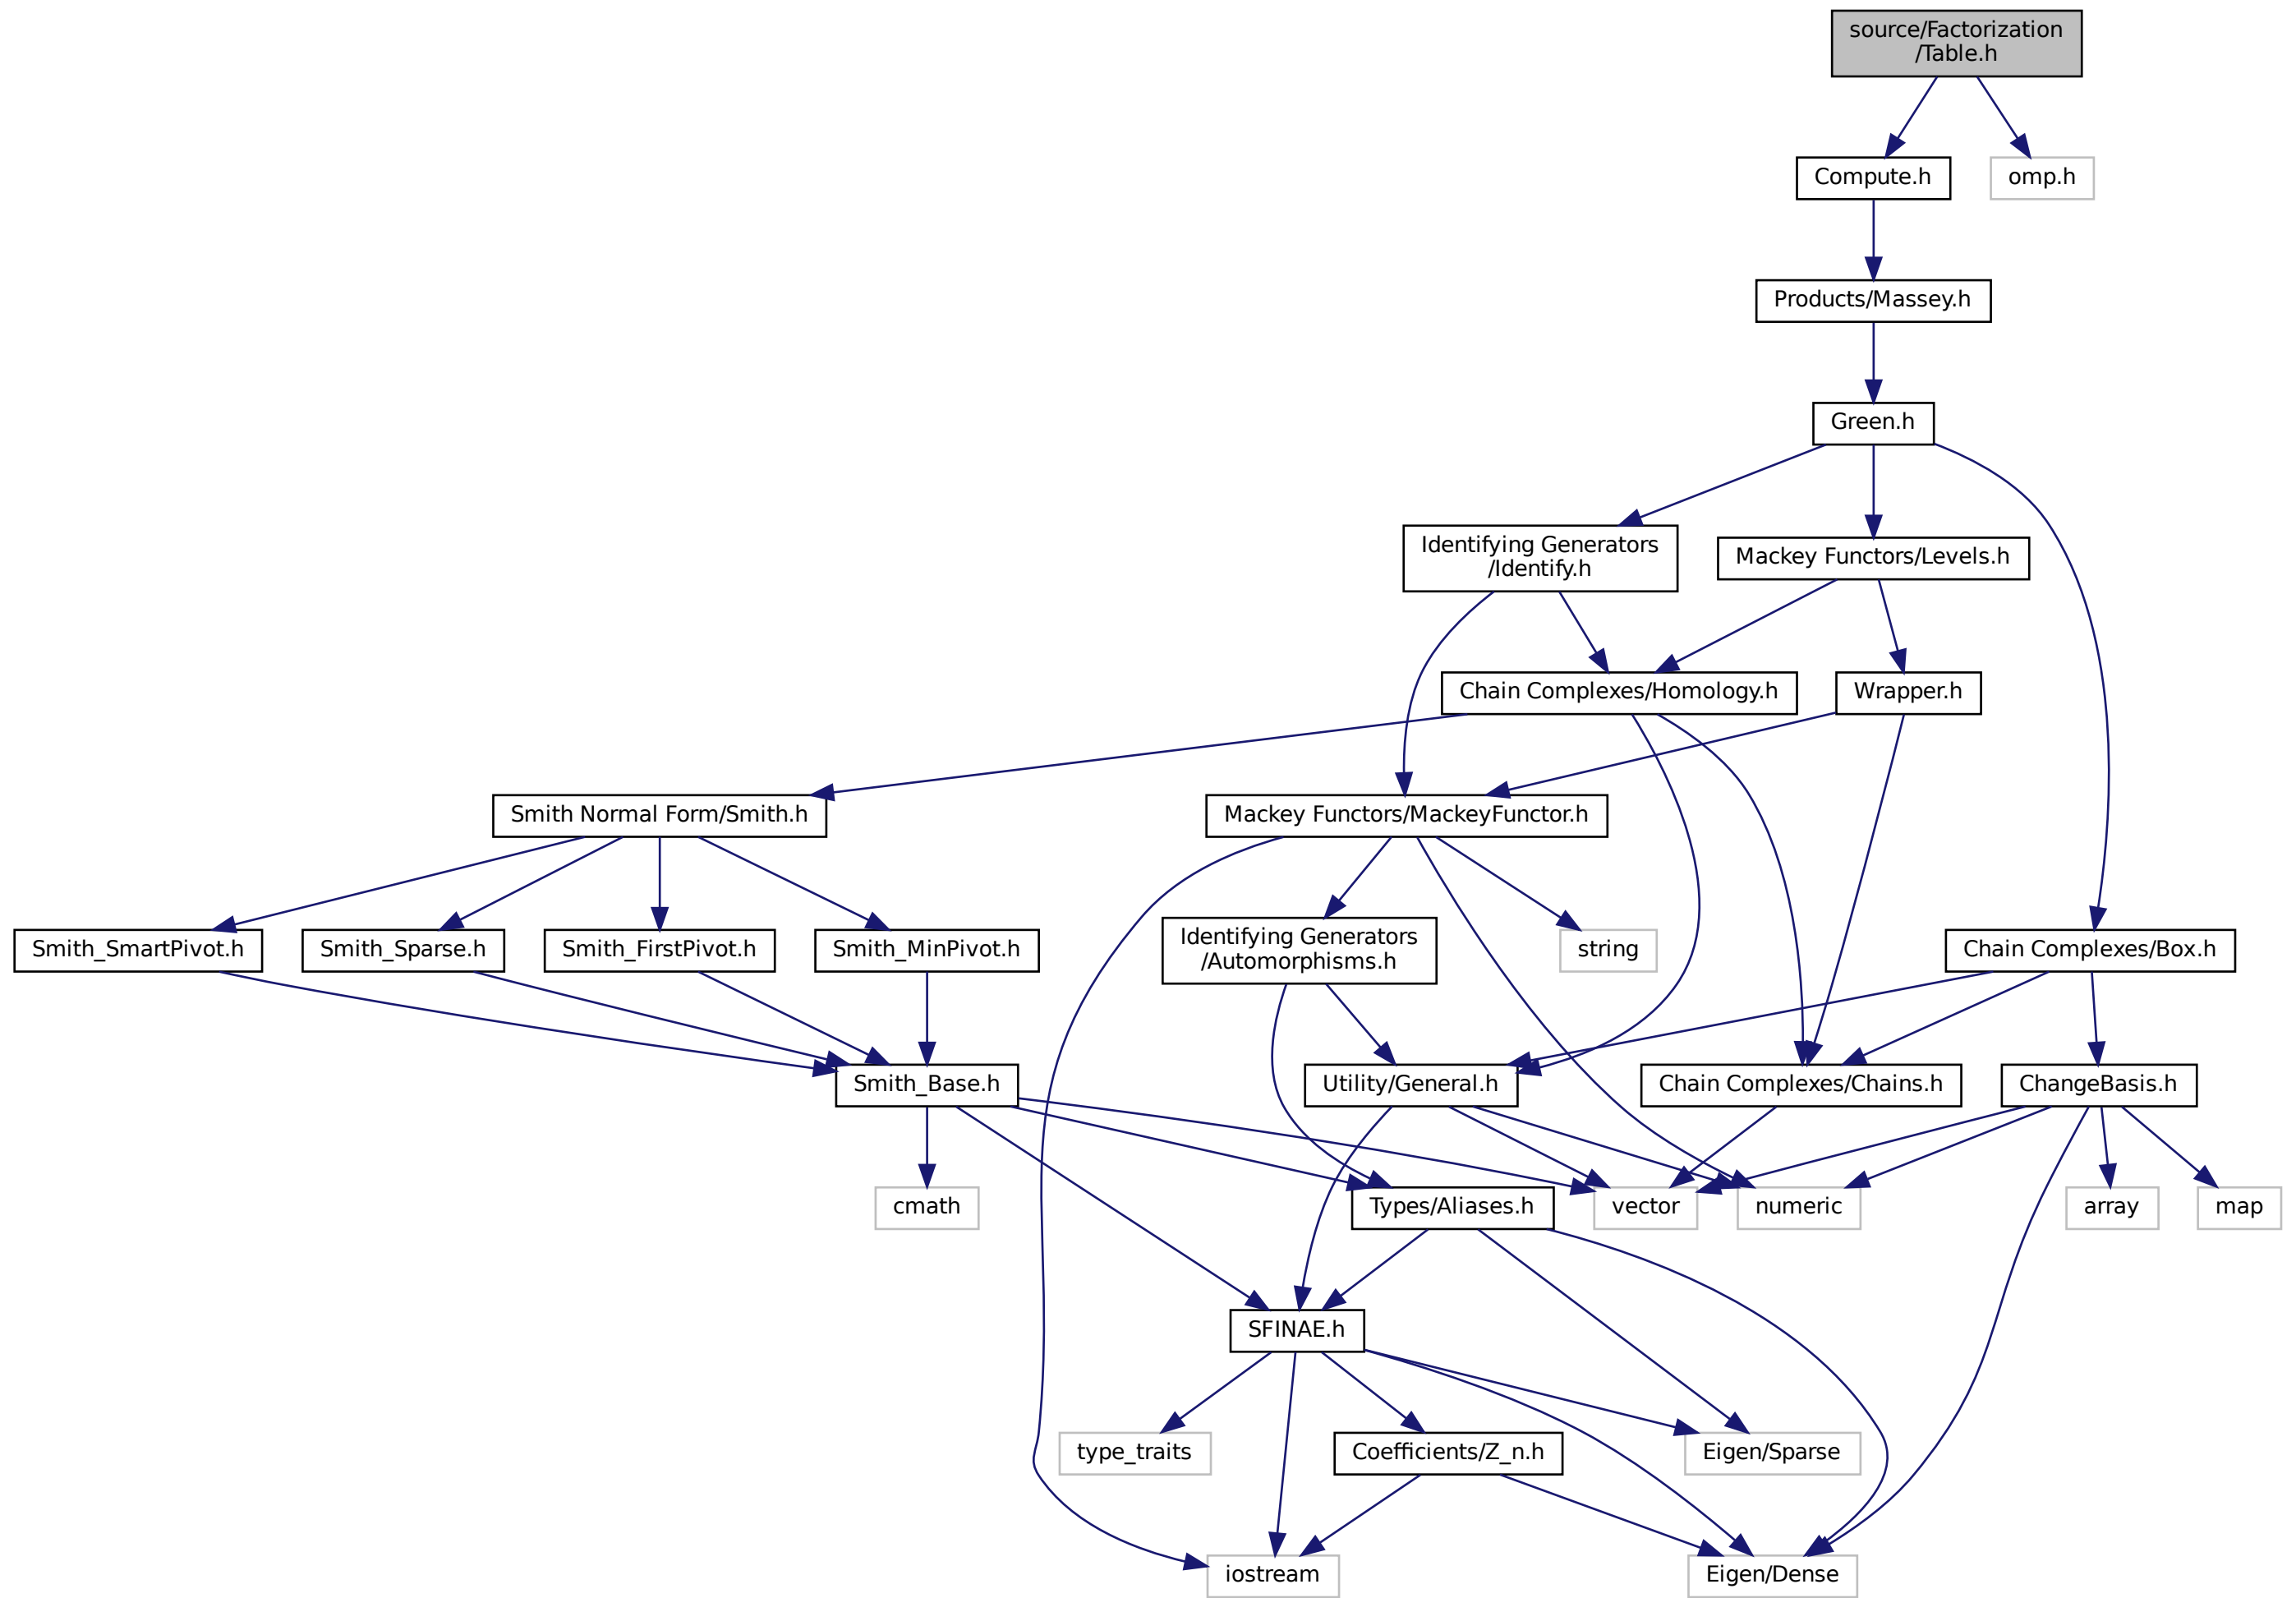 source/Factorization
/Table.h
Compute.h
omp.h
Products/Massey.h
Green.h
Identifying Generators
/Identify.h
Mackey Functors/Levels.h
Chain Complexes/Homology.h
Wrapper.h
Smith Normal Form/Smith.h
Mackey Functors/MackeyFunctor.h
Smith_SmartPivot.h
Smith_Sparse.h
Smith_FirstPivot.h
Smith_MinPivot.h
Identifying Generators
/Automorphisms.h
string
Chain Complexes/Box.h
Smith_Base.h
Utility/General.h
Chain Complexes/Chains.h
ChangeBasis.h
cmath
Types/Aliases.h
vector
numeric
array
map
SFINAE.h
type_traits
Coefficients/Z_n.h
Eigen/Sparse
iostream
Eigen/Dense